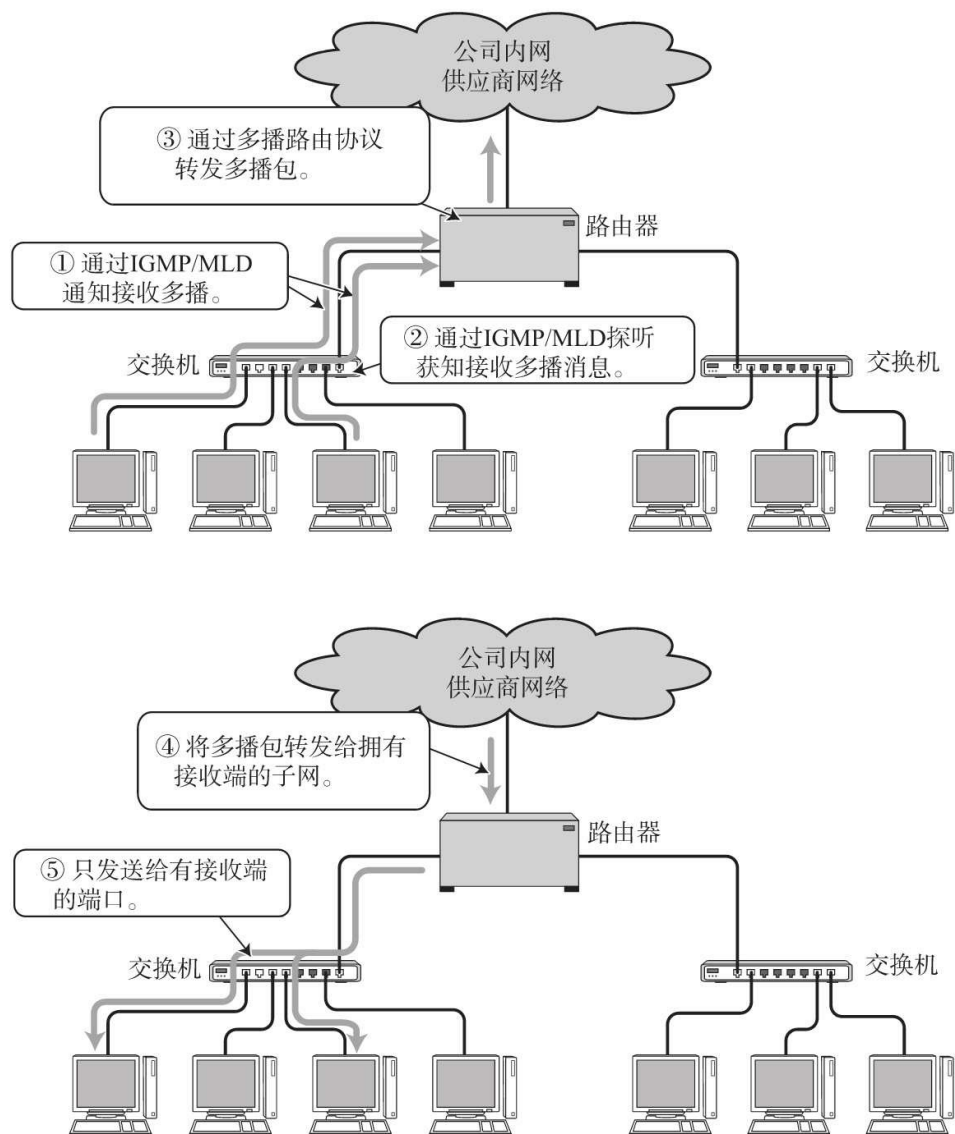 公司内网
供应商网络
③ 通过多播路由协议
转发多播包。
路由器
① 通过IGMP/MLD
通知接收多播。
② 通过IGMP/MLD探听
获知接收多播消息。
交换机
交换机
公司内网
供应商网络
④ 将多播包转发给拥有
接收端的子网。
路由器
⑤ 只发送给有接收端
的端口。
交换机
交换机